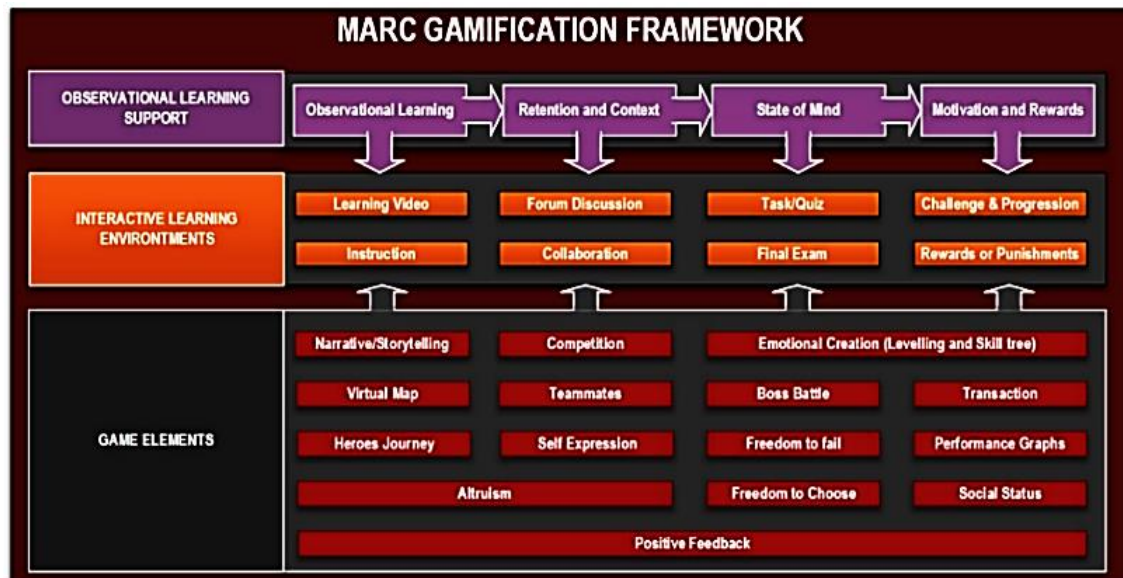 MARC GAMIFICATION FRAMEWORK
OBSERVATIONAL LEARNING
SUPPORT
Observational Learning
Retention and Context
State of Mind
Motivation and Rewards
INTERACTIVE LEARNING
ENVIRONTMENTS
Learning Video
Forum Discussion
Task/Quiz
Challenge & Progression
Instruction
Collaboration
Final Exam
Rewards or Punishments
GAME ELEMENTS
Narrative/Storytelling
Competition
Emotional Creation (Levelling and Skill tree)
Virtual Map
Teammates
Boss Battle
Transaction
Heroes Journey
Self Expression
Freedom to fail
Performance Graphs
Altruism
Freedom to Choose
Social Status
Positive Feedback